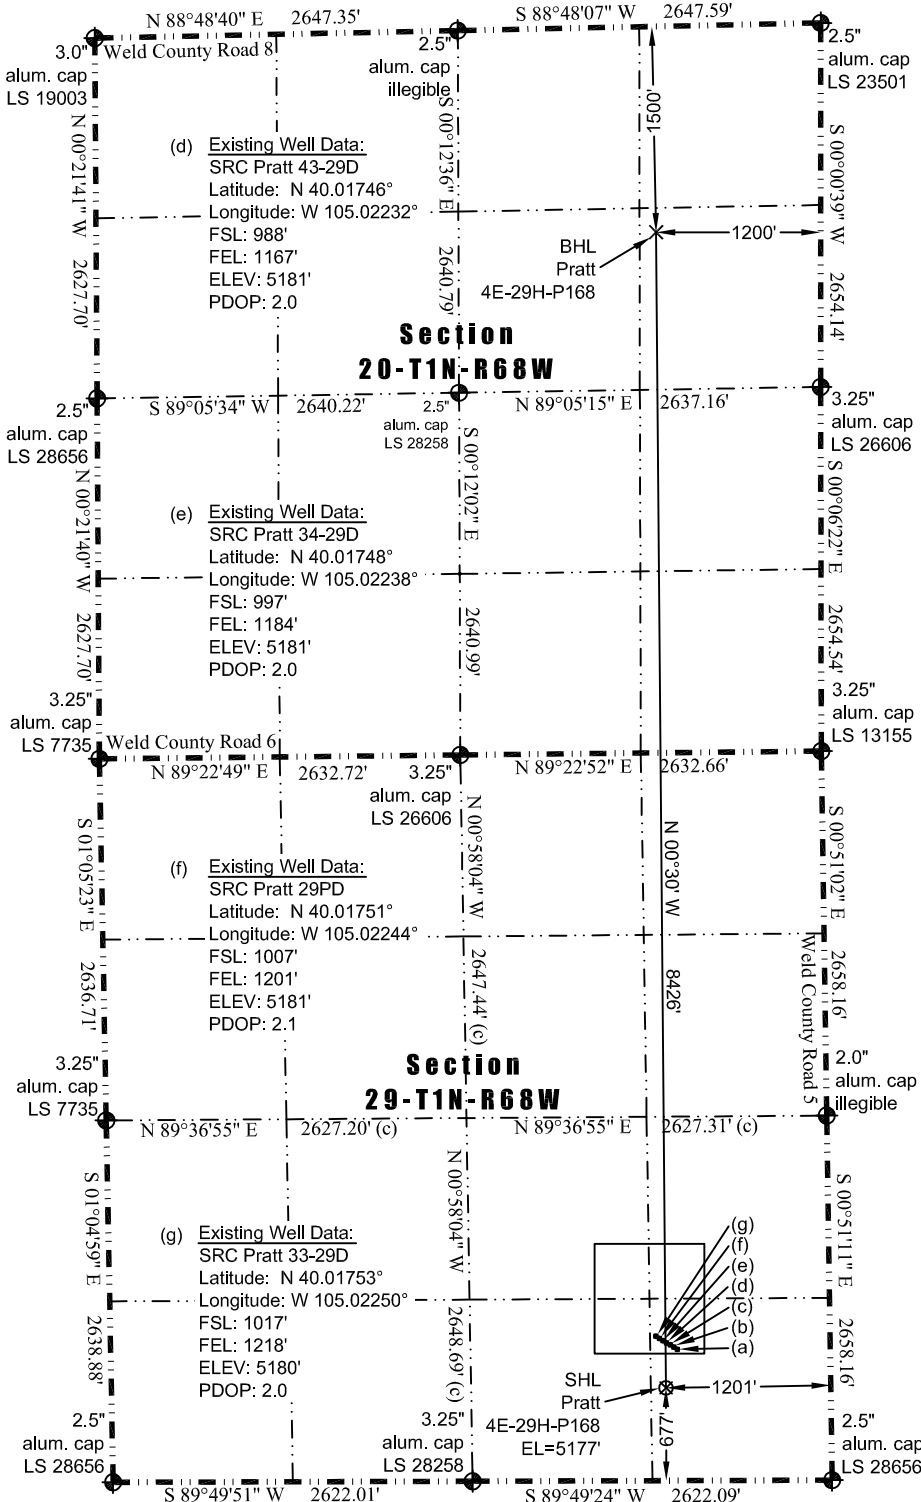 N 88°48'40" E 2647.35'
S 88°48'07" W 2647.59'
Weld County Road 8
3.0"
alum. cap
LS 19003
2.5"
alum. cap
illegible
2.5"
alum. cap
LS 23501
N 00°21'41" W 2627.70'
S 00°12'36" E 2640.79'
1500'
S 00°00'39" W 2654.14'
(d) Existing Well Data:
SRC Pratt 43-29D
Latitude: N 40.01746°
Longitude: W 105.02232°
FSL: 988'
FEL: 1167'
ELEV: 5181'
PDOP: 2.0
1200'
BHL
Pratt
4E-29H-P168
Section
20-T1N-R68W
S 89°05'34" W 2640.22'
N 89°05'15" E 2637.16'
2.5"
alum. cap
LS 28656
2.5"
alum. cap
LS 28258
3.25"
alum. cap
LS 26606
N 00°21'40" W 2627.70'
S 00°12'02" E 2640.99'
S 00°06'22" E 2654.54'
(e) Existing Well Data:
SRC Pratt 34-29D
Latitude: N 40.01748°
Longitude: W 105.02238°
FSL: 997'
FEL: 1184'
ELEV: 5181'
PDOP: 2.0
3.25"
alum. cap
LS 7735
3.25"
alum. cap
LS 13155
Weld County Road 6
N 89°22'49" E 2632.72'
N 89°22'52" E 2632.66'
3.25"
alum. cap
LS 26606
S 01°05'23" E 2636.71'
N 00°58'04" W 2647.44' (c)
N 00°30' W 8426'
S 00°51'02" E 2658.16'
Weld County Road 5
(f) Existing Well Data:
SRC Pratt 29PD
Latitude: N 40.01751°
Longitude: W 105.02244°
FSL: 1007'
FEL: 1201'
ELEV: 5181'
PDOP: 2.1
Section
29-T1N-R68W
3.25"
alum. cap
LS 7735
2.0"
alum. cap
illegible
N 89°36'55" E 2627.20' (c)
N 89°36'55" E 2627.31' (c)
S 01°04'59" E 2638.88'
N 00°58'04" W 2648.69' (c)
S 00°51'11" E 2658.16'
(g) Existing Well Data:
SRC Pratt 33-29D
Latitude: N 40.01753°
Longitude: W 105.02250°
FSL: 1017'
FEL: 1218'
ELEV: 5180'
PDOP: 2.0
(g)
(f)
(e)
(d)
(c)
(b)
(a)
SHL
Pratt
4E-29H-P168
EL=5177'
1201'
677'
2.5"
alum. cap
LS 28656
3.25"
alum. cap
LS 28258
2.5"
alum. cap
LS 28656
S 89°49'51" W 2622.01'
S 89°49'24" W 2622.09'